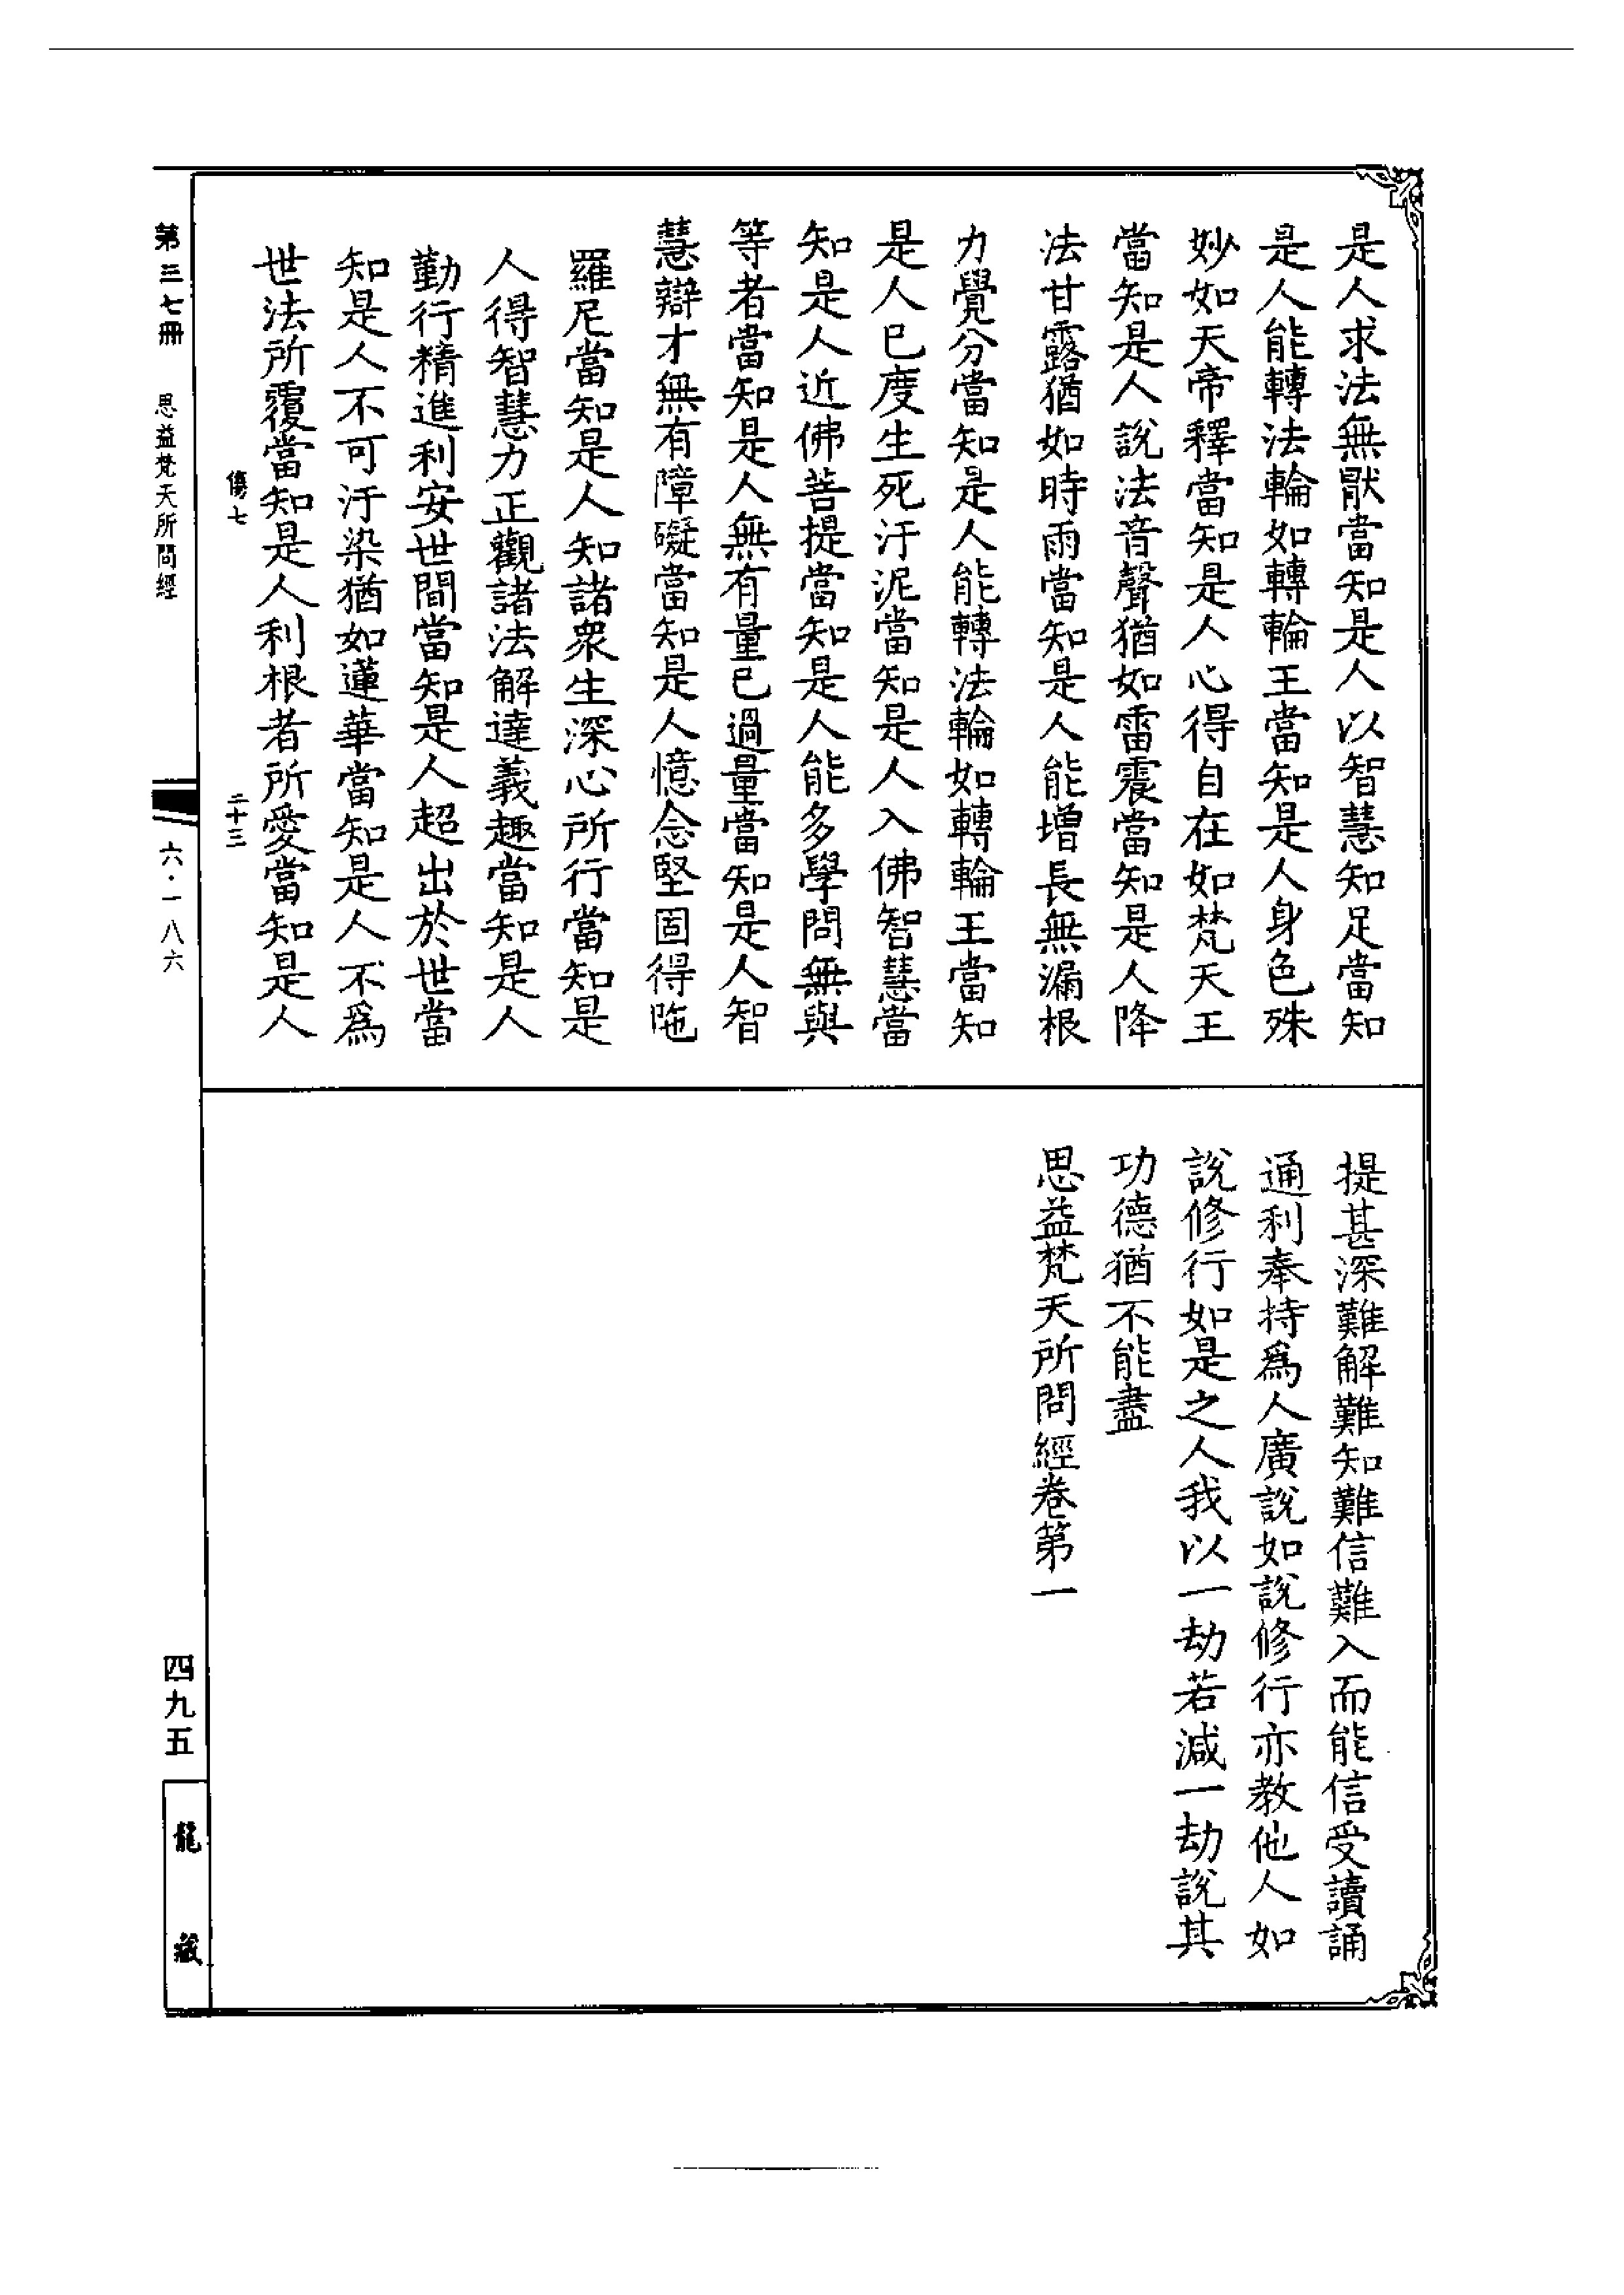 是人求法無厭當知是人以智慧知足當知
是人能轉法輪如轉輪王當知是人身色殊
妙如天帝釋當知是人心得自在如梵天王
當知是人說法音聲猶如雷震當知是人降
法甘露猶如時雨當知是人能增長無漏根
力覺分當知是人能轉法輪如轉輪王當知
是人已度生死汙泥當知是人入佛智慧當
知是人近佛菩提當知是人能多學問無與
等者當知是人無有量已過量當知是人智
慧辯才無有障礙當知是人憶念堅固得陁
羅尼當知是人知諸衆生深心所行當知是
人得智慧力正觀諸法解達義趣當知是人
勤行精進利安世間當知是人超出於世當
知是人不可汙染猶如蓮華當知是人不爲
世法所覆當知是人利根者所愛當知是人
傷七 二十三
提甚深難解難知難信難入而能信受讀誦
通利奉持爲人廣說如說修行亦教他人如
說修行如是之人我以一劫若減一劫說其
功德猶不能盡
思益梵天所問經卷第一
第三七冊 思益梵天所問經 六·一八六 四九五
龍藏